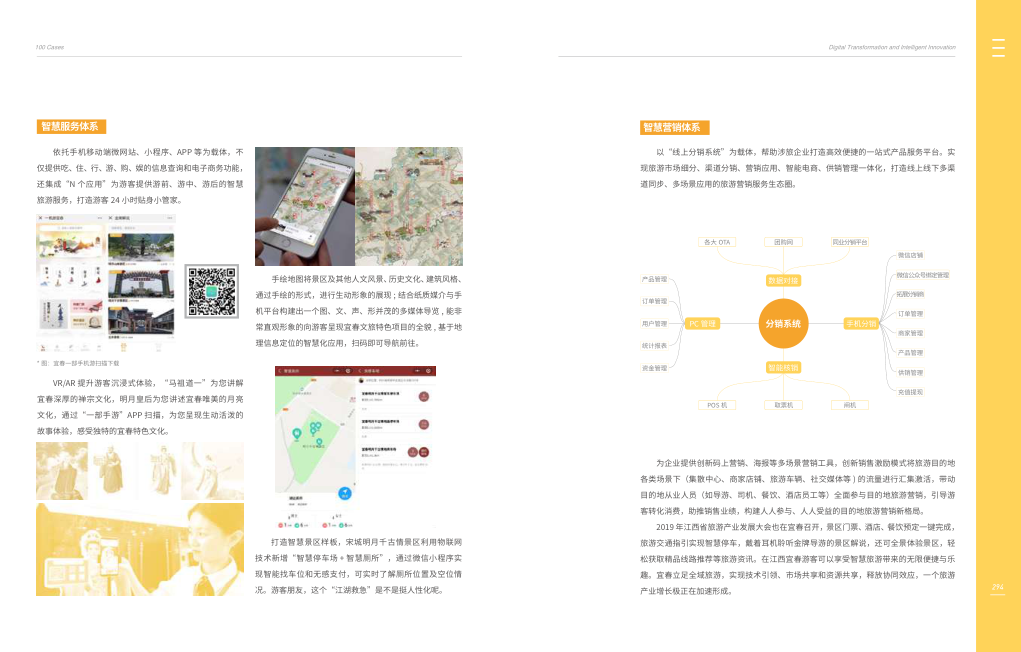 100 Cases
智慧服务体系
依托手机移动端微网站、小程序、APP 等为载体，不
仅提供吃、住、行、游、购、娱的信息查询和电子商务功能，
还集成“N 个应用”为游客提供游前、游中、游后的智慧
旅游服务，打造游客 24 小时贴身小管家。
* 图：宜春一部手机游扫描下载
VR/AR 提升游客沉浸式体验，“马祖道一”为您讲解
宜春深厚的禅宗文化，明月皇后为您讲述宜春唯美的月亮
文化，通过“一部手游”APP 扫描，为您呈现生动活泼的
故事体验，感受独特的宜春特色文化。
手绘地图将景区及其他人文风景、历史文化、建筑风格、
通过手绘的形式，进行生动形象的展现；结合纸质媒介与手
机平台构建出一个图、文、声、形并茂的多媒体导览，能非
常直观形象的向游客呈现宜春文旅特色项目的全貌，基于地
理信息定位的智慧化应用，扫码即可导航前往。
打造智慧景区样板，宋城明月千古情景区利用物联网
技术新增“智慧停车场 + 智慧厕所”，通过微信小程序实
现智能找车位和无感支付，可实时了解厕所位置及空位情
况。游客朋友，这个“江湖救急”是不是挺人性化呢。
Digital Transformation and Intelligent Innovation
智慧营销体系
以“线上分销系统”为载体，帮助涉旅企业打造高效便捷的一站式产品服务平台。实
现旅游市场细分、渠道分销、营销应用、智能电商、供销管理一体化，打造线上线下多渠
道同步、多场景应用的旅游营销服务生态圈。
各大 OTA
团购网
同业分销平台
数据对接
产品管理
订单管理
用户管理
统计报表
资金管理
PC 管理
分销系统
手机分销
微信店铺
微信公众号绑定管理
拓展分销商
订单管理
商家管理
产品管理
供销管理
充值提现
智能核销
POS 机
取票机
闸机
为企业提供创新码上营销、海报等多场景营销工具，创新销售激励模式将旅游目的地
各类场景下（集散中心、商家店铺、旅游车辆、社交媒体等 ) 的流量进行汇集激活，带动
目的地从业人员（如导游、司机、餐饮、酒店员工等）全面参与目的地旅游营销，引导游
客转化消费，助推销售业绩，构建人人参与、人人受益的目的地旅游营销新格局。
2019 年江西省旅游产业发展大会也在宜春召开，景区门票、酒店、餐饮预定一键完成，
旅游交通指引实现智慧停车，戴着耳机聆听金牌导游的景区解说，还可全景体验景区，轻
松获取精品线路推荐等旅游资讯。在江西宜春游客可以享受智慧旅游带来的无限便捷与乐
趣。宜春立足全域旅游，实现技术引领、市场共享和资源共享，释放协同效应，一个旅游
产业增长极正在加速形成。